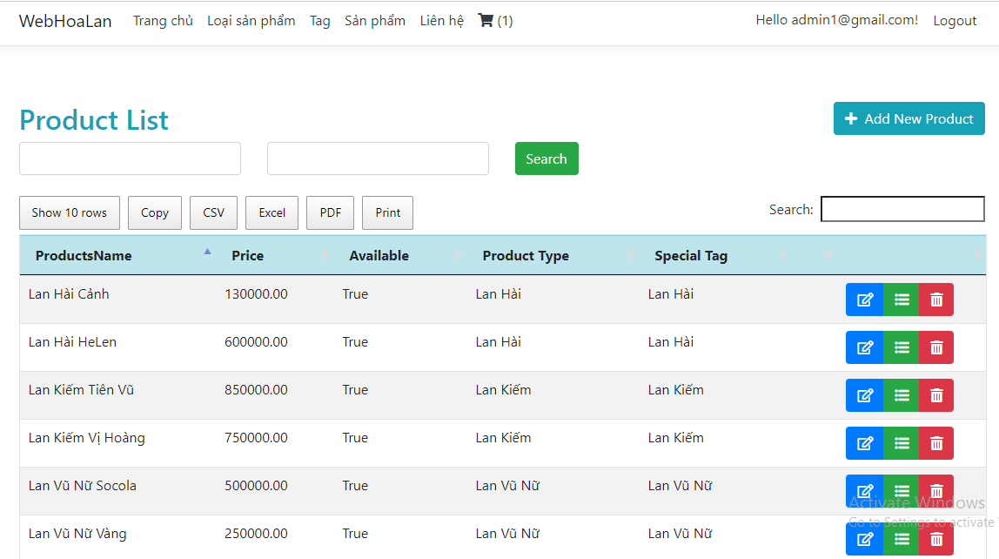 WebHoaLan Trang chủ Loại sản phẩm Tag Sản phẩm Liên hệ (1) Hello admin1@gmail.com! Logout
Product List Add New Product
Search
Show 10 rows Copy CSV Excel PDF Print Search:
ProductsName Price Available Product Type Special Tag
Lan Hài Cảnh 130000.00 True Lan Hài Lan Hài
Lan Hài HeLen 600000.00 True Lan Hài Lan Hài
Lan Kiếm Tiên Vũ 850000.00 True Lan Kiếm Lan Kiếm
Lan Kiếm Vị Hoàng 750000.00 True Lan Kiếm Lan Kiếm
Lan Vũ Nữ Socola 500000.00 True Lan Vũ Nữ Lan Vũ Nữ
Activate Windows
Go to Settings to activate
Lan Vũ Nữ Vàng 250000.00 True Lan Vũ Nữ Lan Vũ Nữ